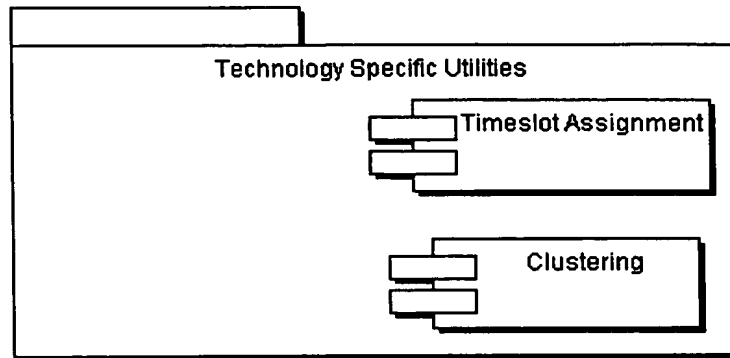 Technology Specific Utilities
Timeslot Assignment
Clustering